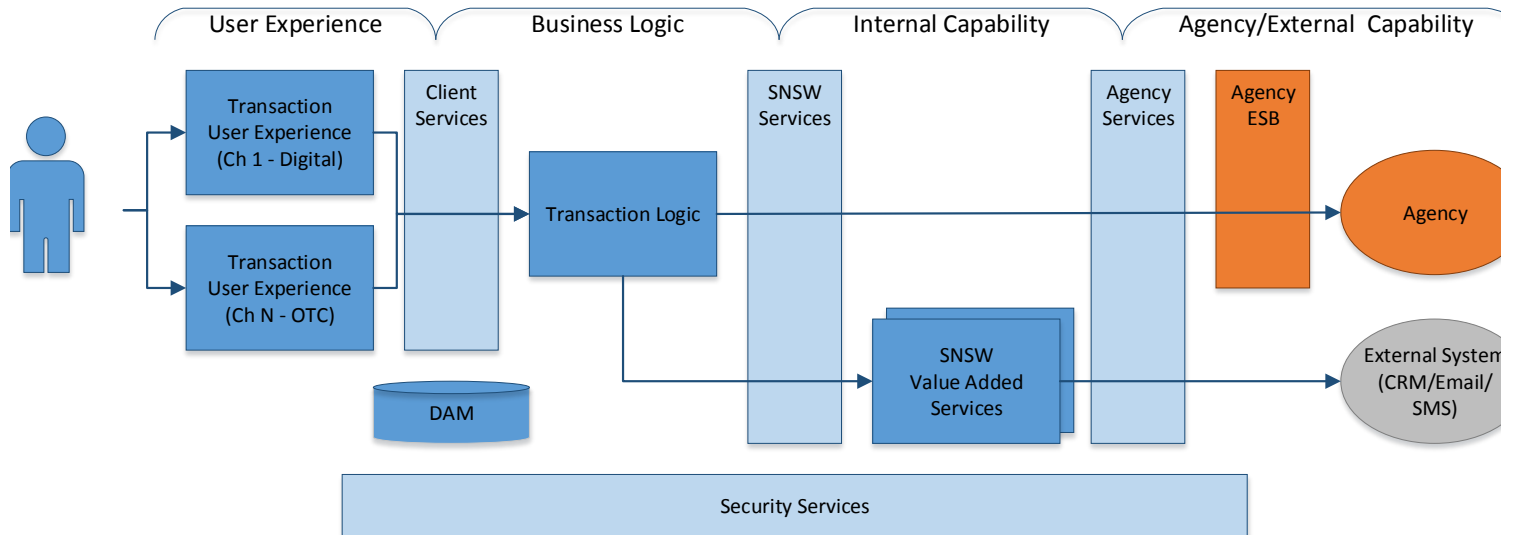 User Experience
Business Logic
Internal Capability
Agency/External Capability
Transaction
User Experience
(Ch 1 - Digital)
Client
Services
SNSW
Services
Agency
Services
Agency
ESB
Transaction Logic
Agency
Transaction
User Experience
(Ch N - OTC)
SNSW
Value Added
Services
External System
(CRM/Email/
SMS)
DAM
Security Services